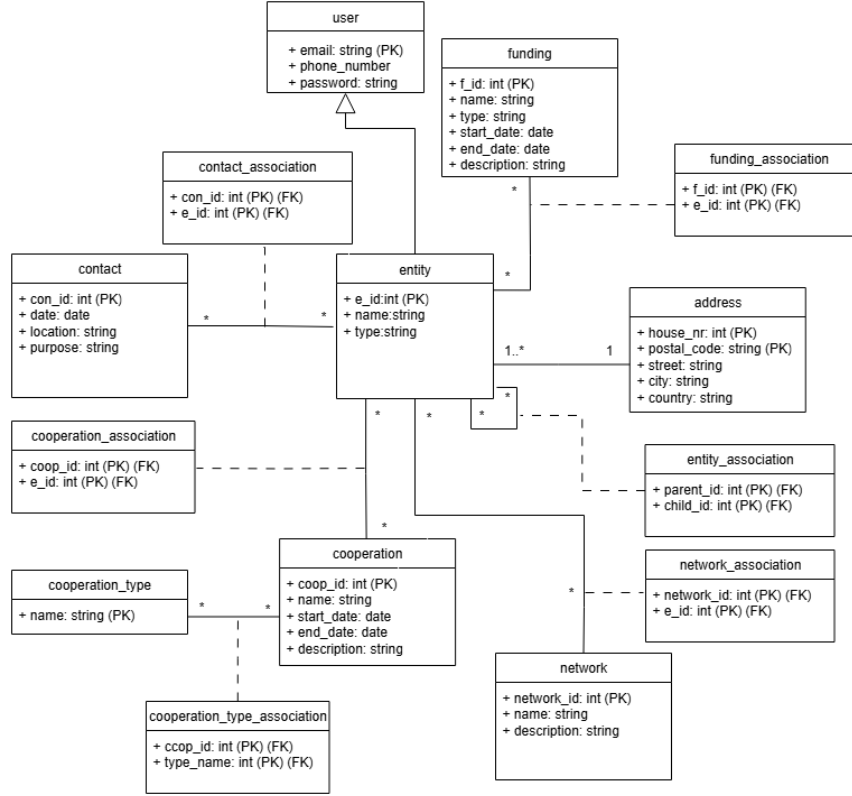 user
+ email: string (PK)
+ phone_number
+ password: string
funding
+ f_id: int (PK)
+ name: string
+ type: string
+ start_date: date
+ end_date: date
+ description: string
contact_association
+ con_id: int (PK) (FK)
+ e_id: int (PK) (FK)
funding_association
+ f_id: int (PK) (FK)
+ e_id: int (PK) (FK)
*
*
contact
+ con_id: int (PK)
+ date: date
+ location: string
+ purpose: string
*
*
entity
+ e_id:int (PK)
+ name:string
+ type:string
address
+ house_nr: int (PK)
+ postal_code: string (PK)
+ street: string
+ city: string
+ country: string
1..*
1
*
*
*
*
cooperation_association
+ coop_id: int (PK) (FK)
+ e_id: int (PK) (FK)
entity_association
+ parent_id: int (PK) (FK)
+ child_id: int (PK) (FK)
*
cooperation
+ coop_id: int (PK)
+ name: string
+ start_date: date
+ end_date: date
+ description: string
cooperation_type
+ name: string (PK)
*
*
network_association
+ network_id: int (PK) (FK)
+ e_id: int (PK) (FK)
*
network
+ network_id: int (PK)
+ name: string
+ description: string
cooperation_type_association
+ ccop_id: int (PK) (FK)
+ type_name: int (PK) (FK)